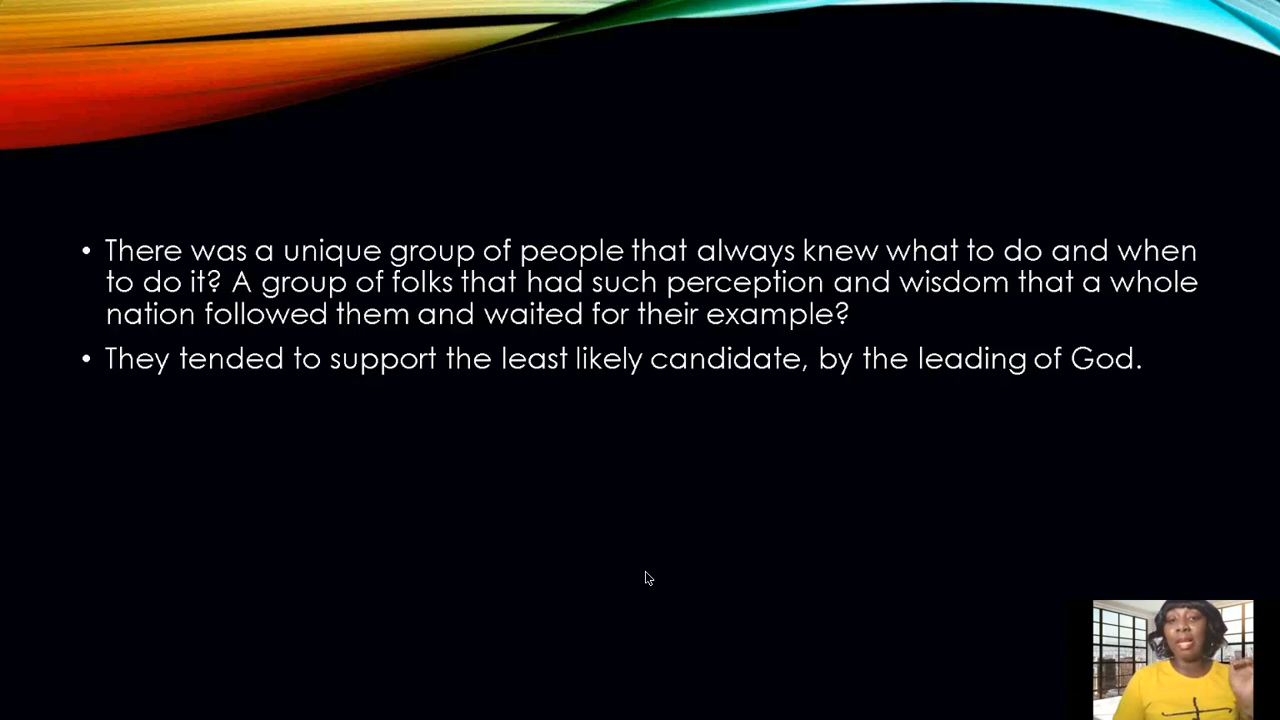 • There was a unique group of people that always knew what to do and when
to do it? A group of folks that had such perception and wisdom that a whole
nation followed them and waited for their example?
• They tended to support the least likely candidate, by the leading of God.